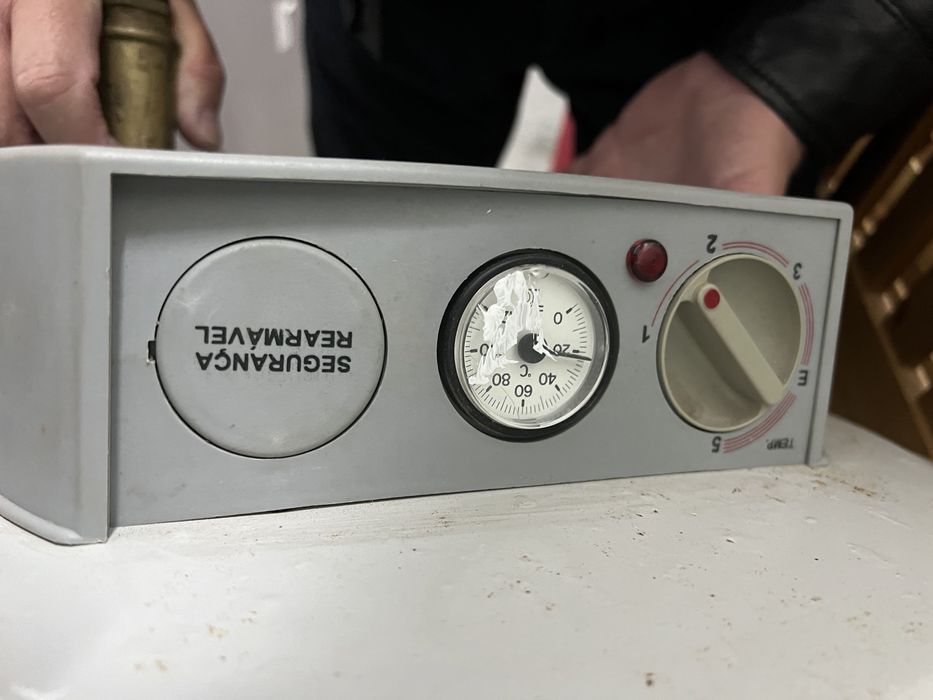 SEGURANÇA
REARMÁVEL
0
20
40
60
80
°C
TEMP.
1
2
3
E
5